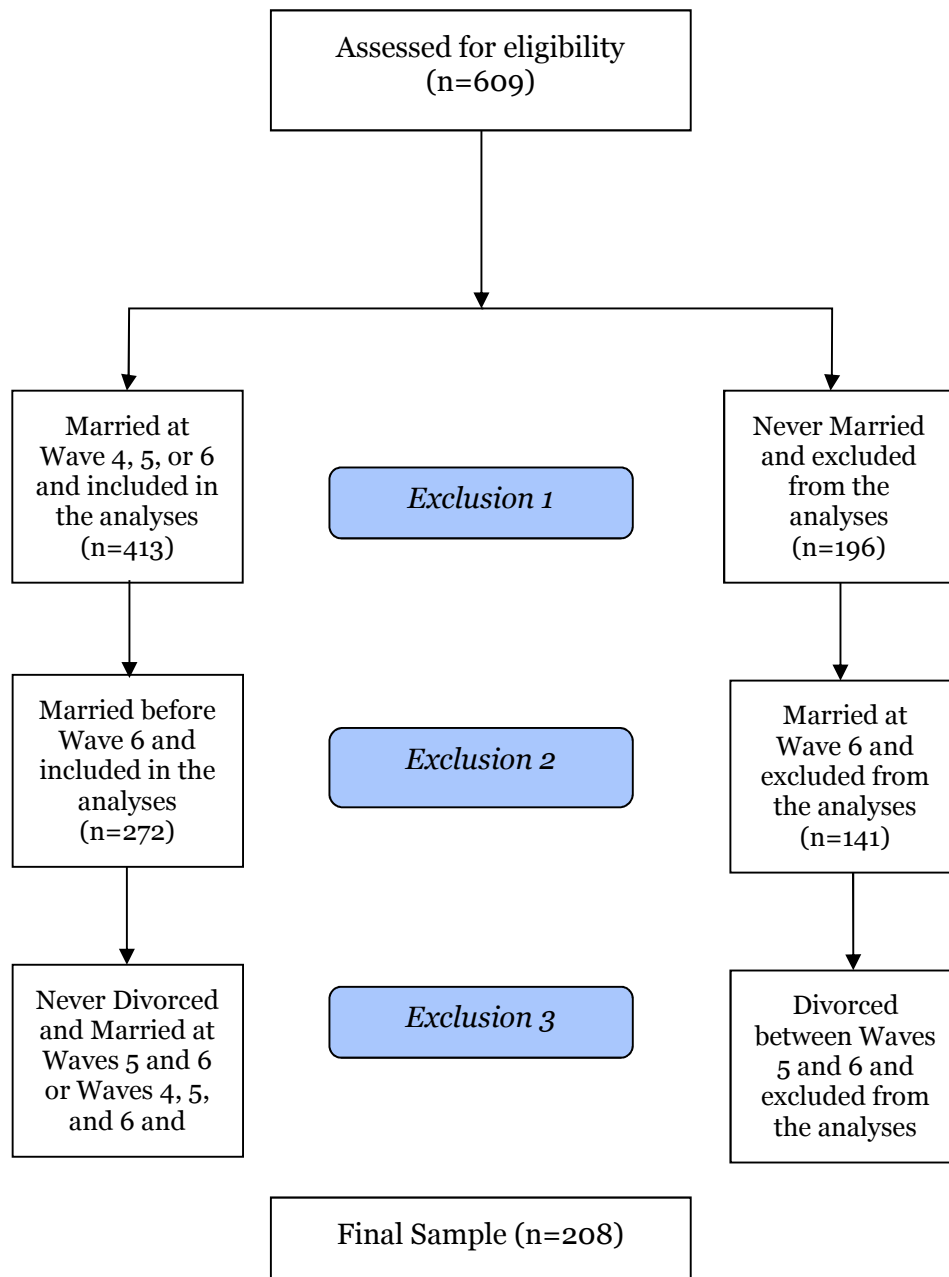 Assessed for eligibility
(n=609)
Married at
Wave 4, 5, or 6
and included in
the analyses
(n=413)
Exclusion 1
Never Married
and excluded
from the
analyses
(n=196)
Married before
Wave 6 and
included in the
analyses
(n=272)
Exclusion 2
Married at
Wave 6 and
excluded from
the analyses
(n=141)
Never Divorced
and Married at
Waves 5 and 6
or Waves 4, 5,
and 6 and
Exclusion 3
Divorced
between Waves
5 and 6 and
excluded from
the analyses
Final Sample (n=208)